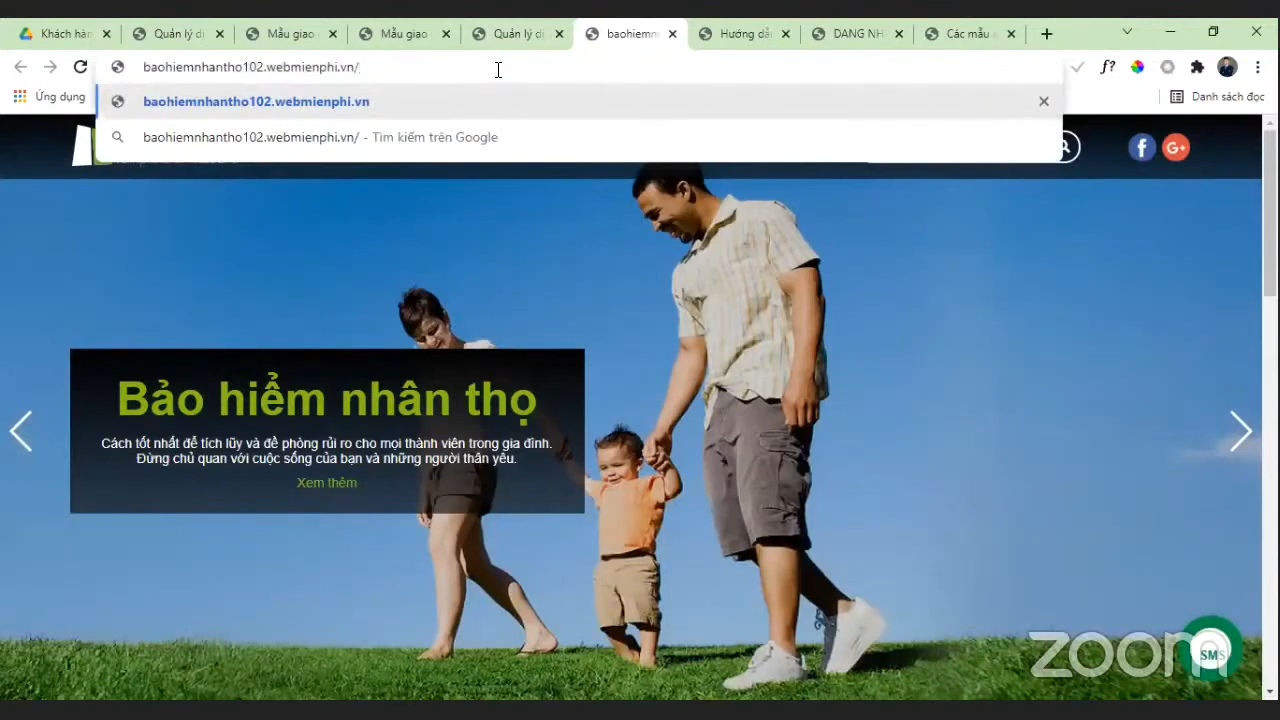 Khách hàn
Quản lý d
Mẫu giao
Mẫu giao
Quản lý d
baohiemn
Hướng dẫ
DANG NH
Các mẫu
baohiemnhantho102.webmienphi.vn/
f?
Ứng dụng
baohiemnhantho102.webmienphi.vn
Danh sách đọc
baohiemnhantho102.webmienphi.vn/ - Tìm kiếm trên Google
f
G+
Bảo hiểm nhân thọ
Cách tốt nhất để tích lũy và đề phòng rủi ro cho mọi thành viên trong gia đình.
Đừng chủ quan với cuộc sống của bạn và những người thân yêu.
Xem thêm
zoom
SMS